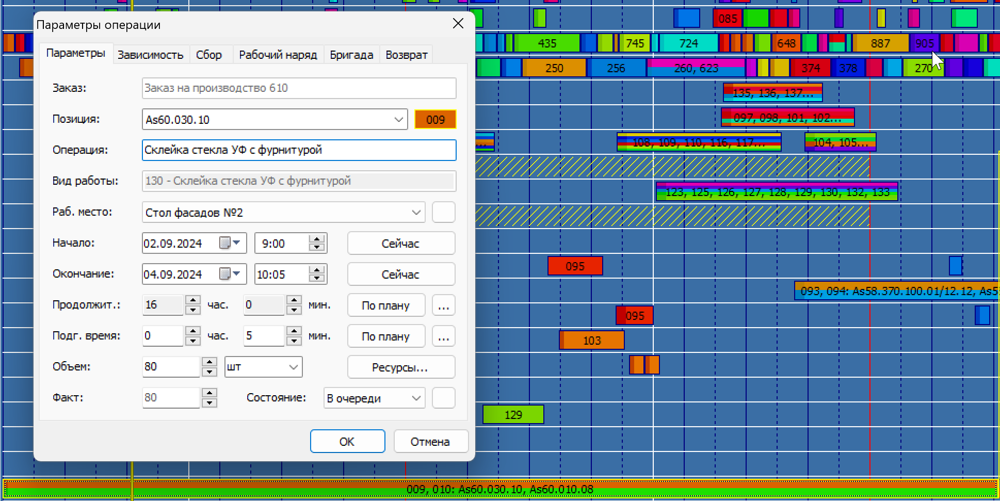 Параметры операции
Параметры Зависимость Сбор Рабочий наряд Бригада Возврат
Заказ: Заказ на производство 610
Позиция: As60.030.10 009
Операция: Склейка стекла УФ с фурнитурой
Вид работы: 130 - Склейка стекла УФ с фурнитурой
Раб. место: Стол фасадов №2
Начало: 02.09.2024 9:00 Сейчас
Окончание: 04.09.2024 10:05 Сейчас
Продолжит.: 16 час. 0 мин. По плану ...
Подг. время: 0 час. 5 мин. По плану ...
Объем: 80 шт Ресурсы...
Факт: 80 Состояние: В очереди
OK Отмена
085
435 745 724 648 887 905
250 256 260, 623 374 378 270
135, 136, 137...
097, 098, 101, 102...
... 108, 109, 110, 116, 117... 104, 105...
123, 125, 126, 127, 128, 129, 130, 132, 133
095
093, 094: As58.370.100.01/12.12, As5
095
103
129
009, 010: As60.030.10, As60.010.08